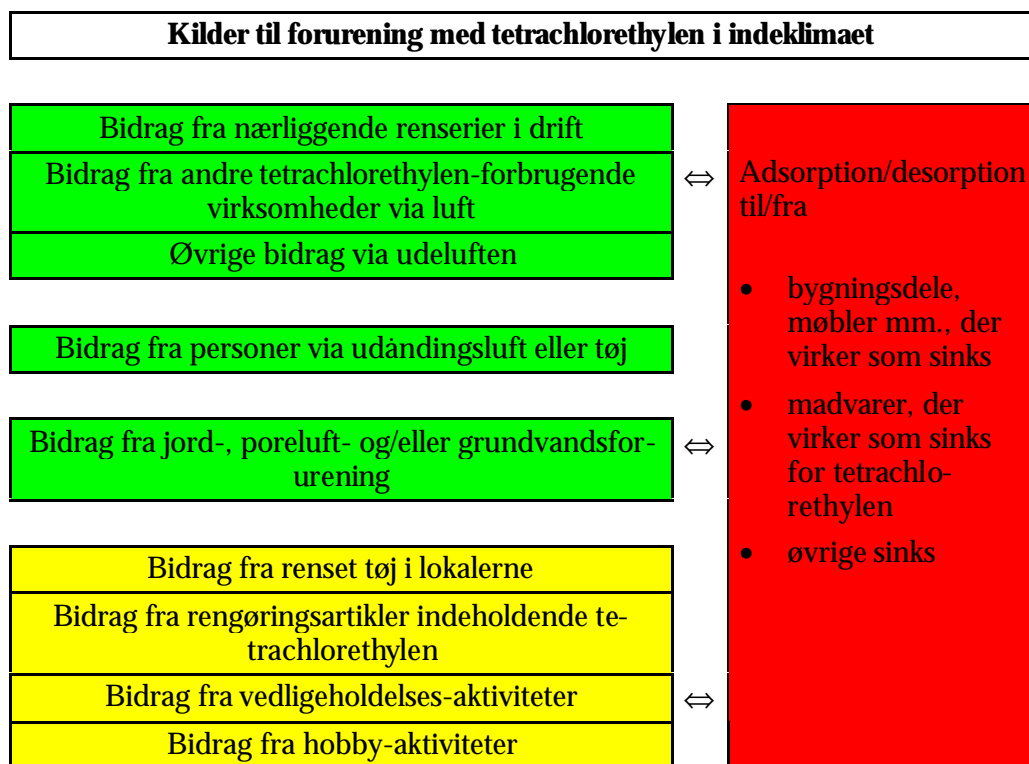 Kilder til forurening med tetrachlorethylen i indeklimaet
Bidrag fra nærliggende renserier i drift
Bidrag fra andre tetrachlorethylen-forbrugende
virksomheder via luft
⇔
Øvrige bidrag via udeluften
Bidrag fra personer via udåndingsluft eller tøj
Bidrag fra jord-, poreluft- og/eller grundvandsfor-
urening
⇔
Bidrag fra renset tøj i lokalerne
Bidrag fra rengøringsartikler indeholdende te-
trachlorethylen
Bidrag fra vedligeholdelses-aktiviteter
⇔
Bidrag fra hobby-aktiviteter
Adsorption/desorption
til/fra
• bygningsdele,
møbler mm., der
virker som sinks
• madvarer, der
virker som sinks
for tetrachlo-
rethylen
• øvrige sinks